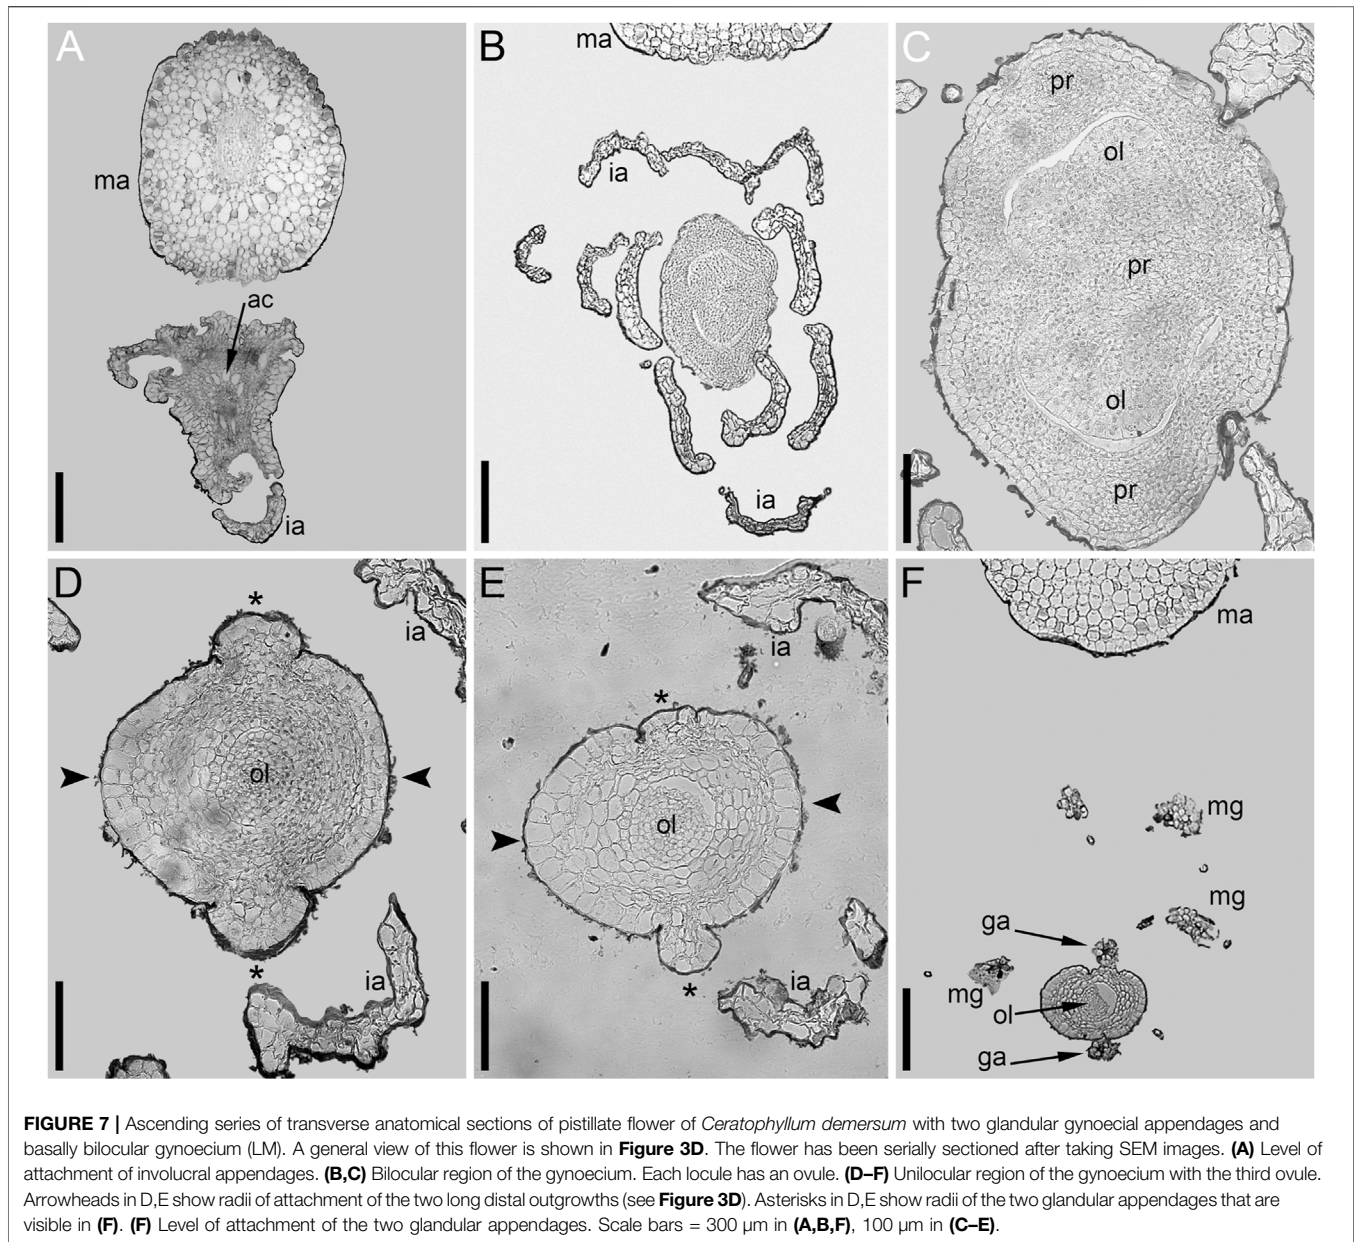 A
ma
ac
ia
B
ma
ia
ia
C
pr
ol
pr
ol
pr
D
*
ia
ol
*
ia
E
ia
*
ol
*
ia
F
ma
mg
mg
ga
mg
ol
ga
FIGURE 7 | Ascending series of transverse anatomical sections of pistillate flower of Ceratophyllum demersum with two glandular gynoecial appendages and
basally bilocular gynoecium (LM). A general view of this flower is shown in Figure 3D. The flower has been serially sectioned after taking SEM images. (A) Level of
attachment of involucral appendages. (B,C) Bilocular region of the gynoecium. Each locule has an ovule. (D–F) Unilocular region of the gynoecium with the third ovule.
Arrowheads in D,E show radii of attachment of the two long distal outgrowths (see Figure 3D). Asterisks in D,E show radii of the two glandular appendages that are
visible in (F). (F) Level of attachment of the two glandular appendages. Scale bars = 300 μm in (A,B,F), 100 μm in (C–E).